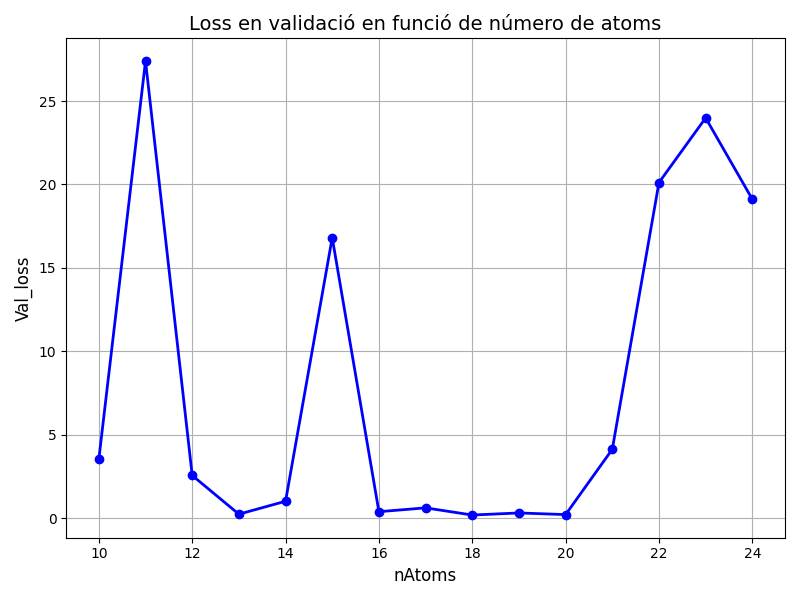 Loss en validació en funció de número de atoms
25
20
15
10
5
0
Val_loss
10 12 14 16 18 20 22 24
nAtoms